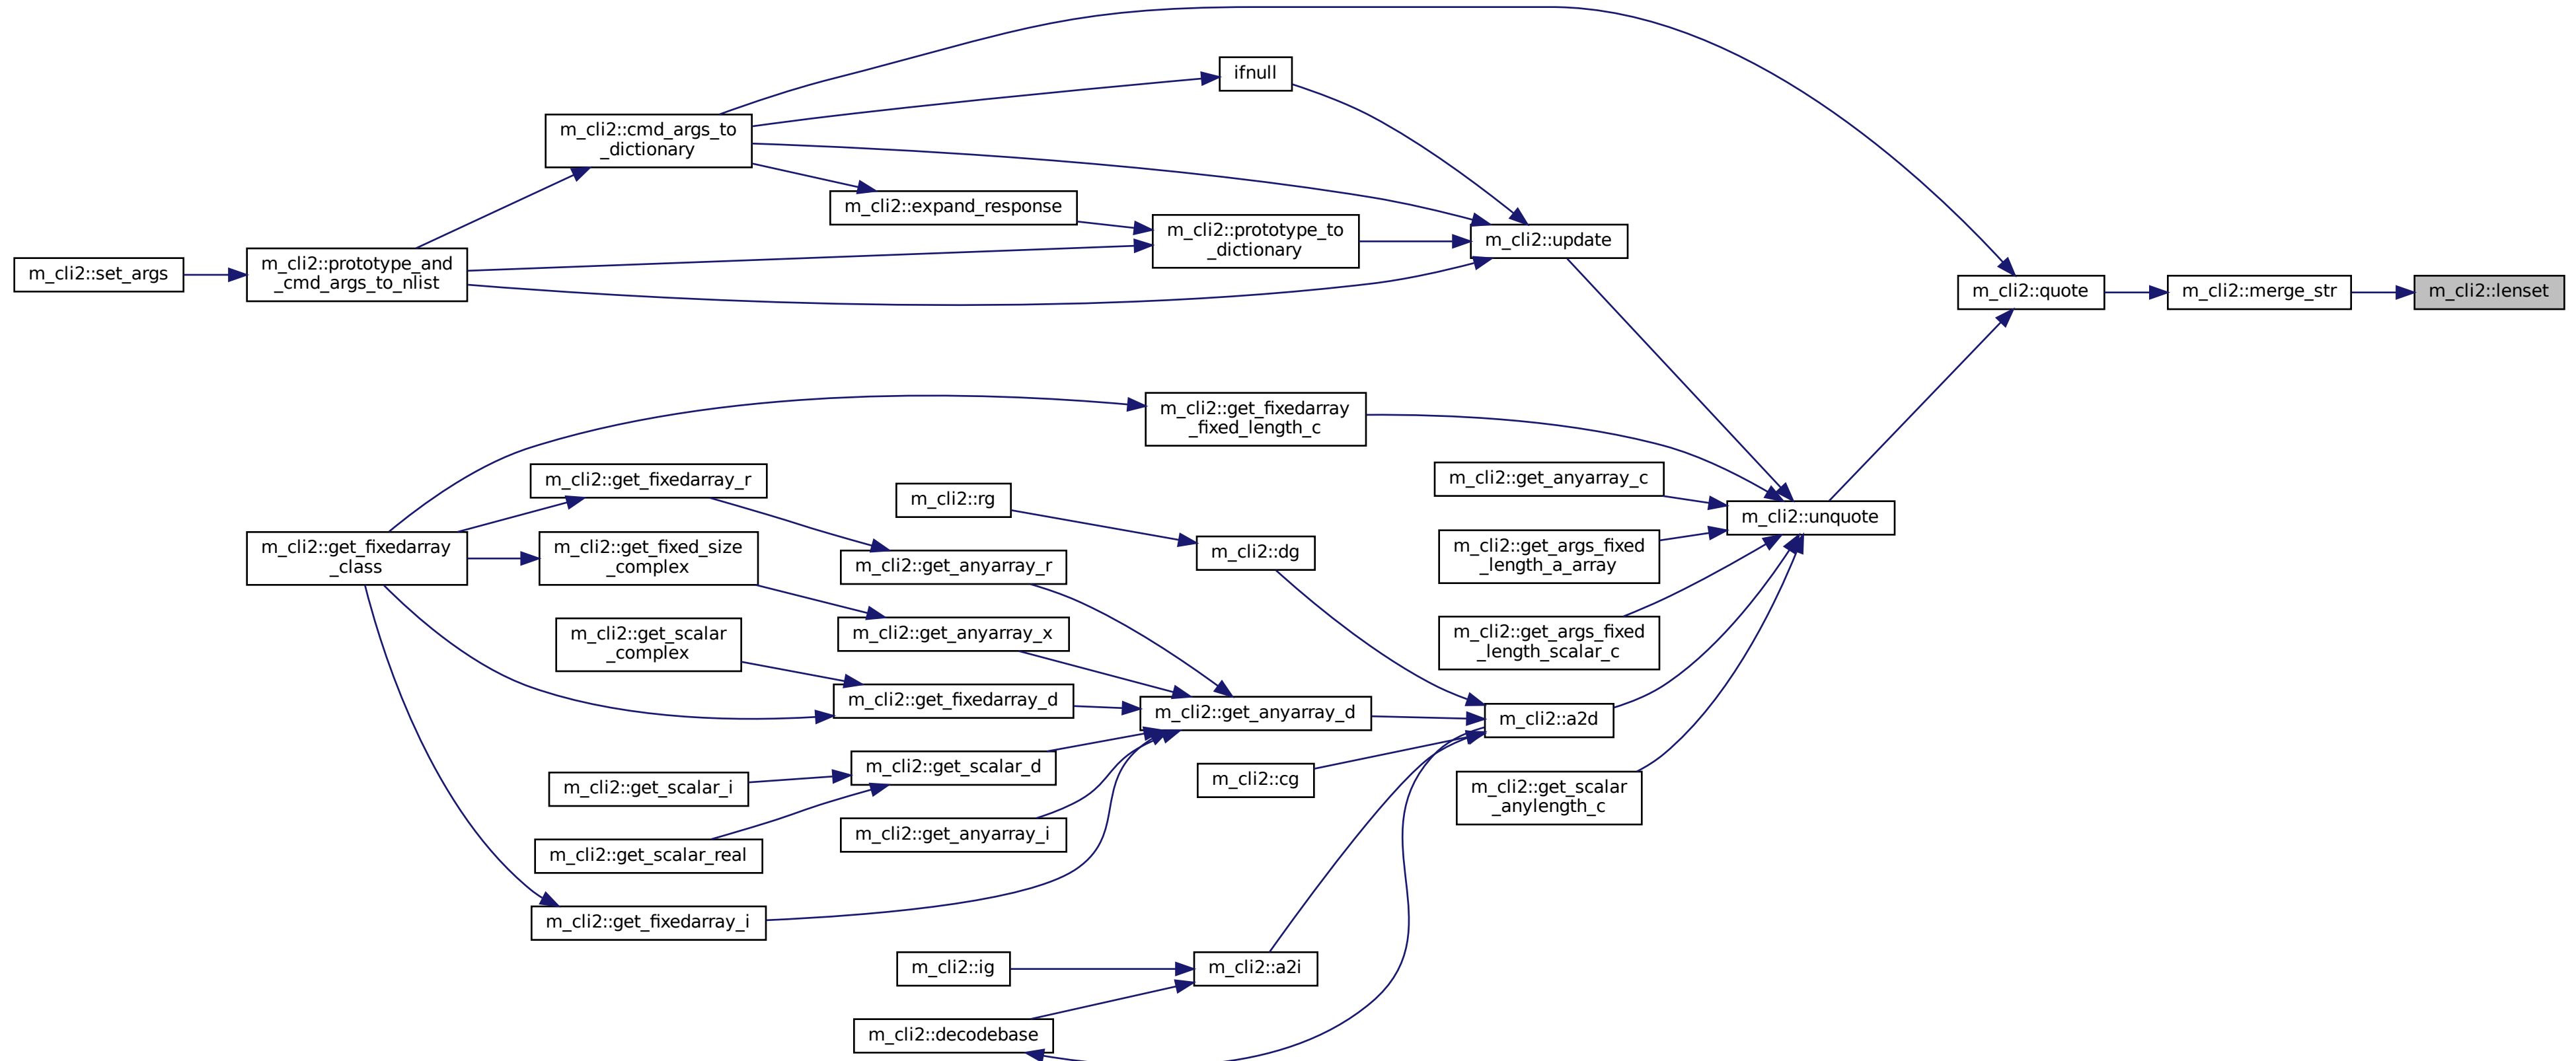 ifnull
m_cli2::cmd_args_to
_dictionary
m_cli2::expand_response
m_cli2::prototype_to
_dictionary
m_cli2::update
m_cli2::set_args
m_cli2::prototype_and
_cmd_args_to_nlist
m_cli2::quote
m_cli2::merge_str
m_cli2::lenset
m_cli2::get_fixedarray
_fixed_length_c
m_cli2::get_fixedarray_r
m_cli2::rg
m_cli2::get_anyarray_c
m_cli2::unquote
m_cli2::get_fixedarray
_class
m_cli2::get_fixed_size
_complex
m_cli2::get_anyarray_r
m_cli2::dg
m_cli2::get_args_fixed
_length_a_array
m_cli2::get_scalar
_complex
m_cli2::get_anyarray_x
m_cli2::get_args_fixed
_length_scalar_c
m_cli2::get_fixedarray_d
m_cli2::get_anyarray_d
m_cli2::a2d
m_cli2::get_scalar_i
m_cli2::get_scalar_d
m_cli2::cg
m_cli2::get_scalar
_anylength_c
m_cli2::get_scalar_real
m_cli2::get_anyarray_i
m_cli2::get_fixedarray_i
m_cli2::ig
m_cli2::a2i
m_cli2::decodebase